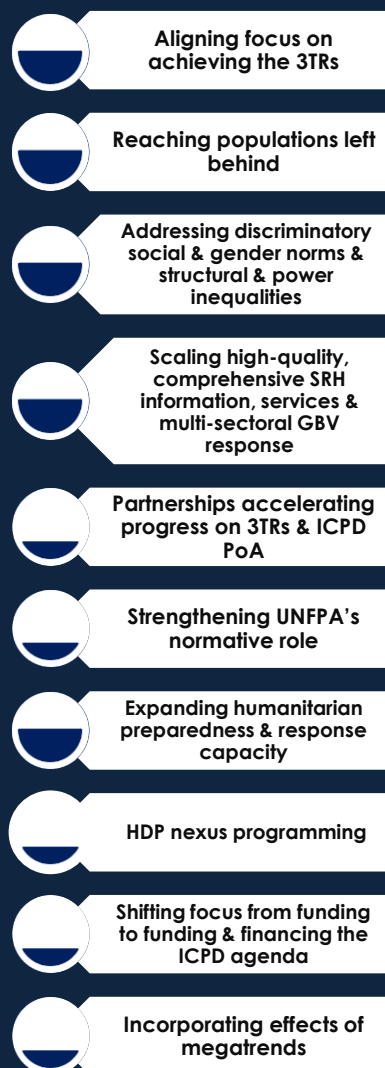 Aligning focus on
achieving the 3TRs
Reaching populations left
behind
Addressing discriminatory
social & gender norms &
structural & power
inequalities
Scaling high-quality,
comprehensive SRH
information, services &
multi-sectoral GBV
response
Partnerships accelerating
progress on 3TRs & ICPD
PoA
Strengthening UNFPA’s
normative role
Expanding humanitarian
preparedness & response
capacity
HDP nexus programming
Shifting focus from funding
to funding & financing the
ICPD agenda
Incorporating effects of
megatrends